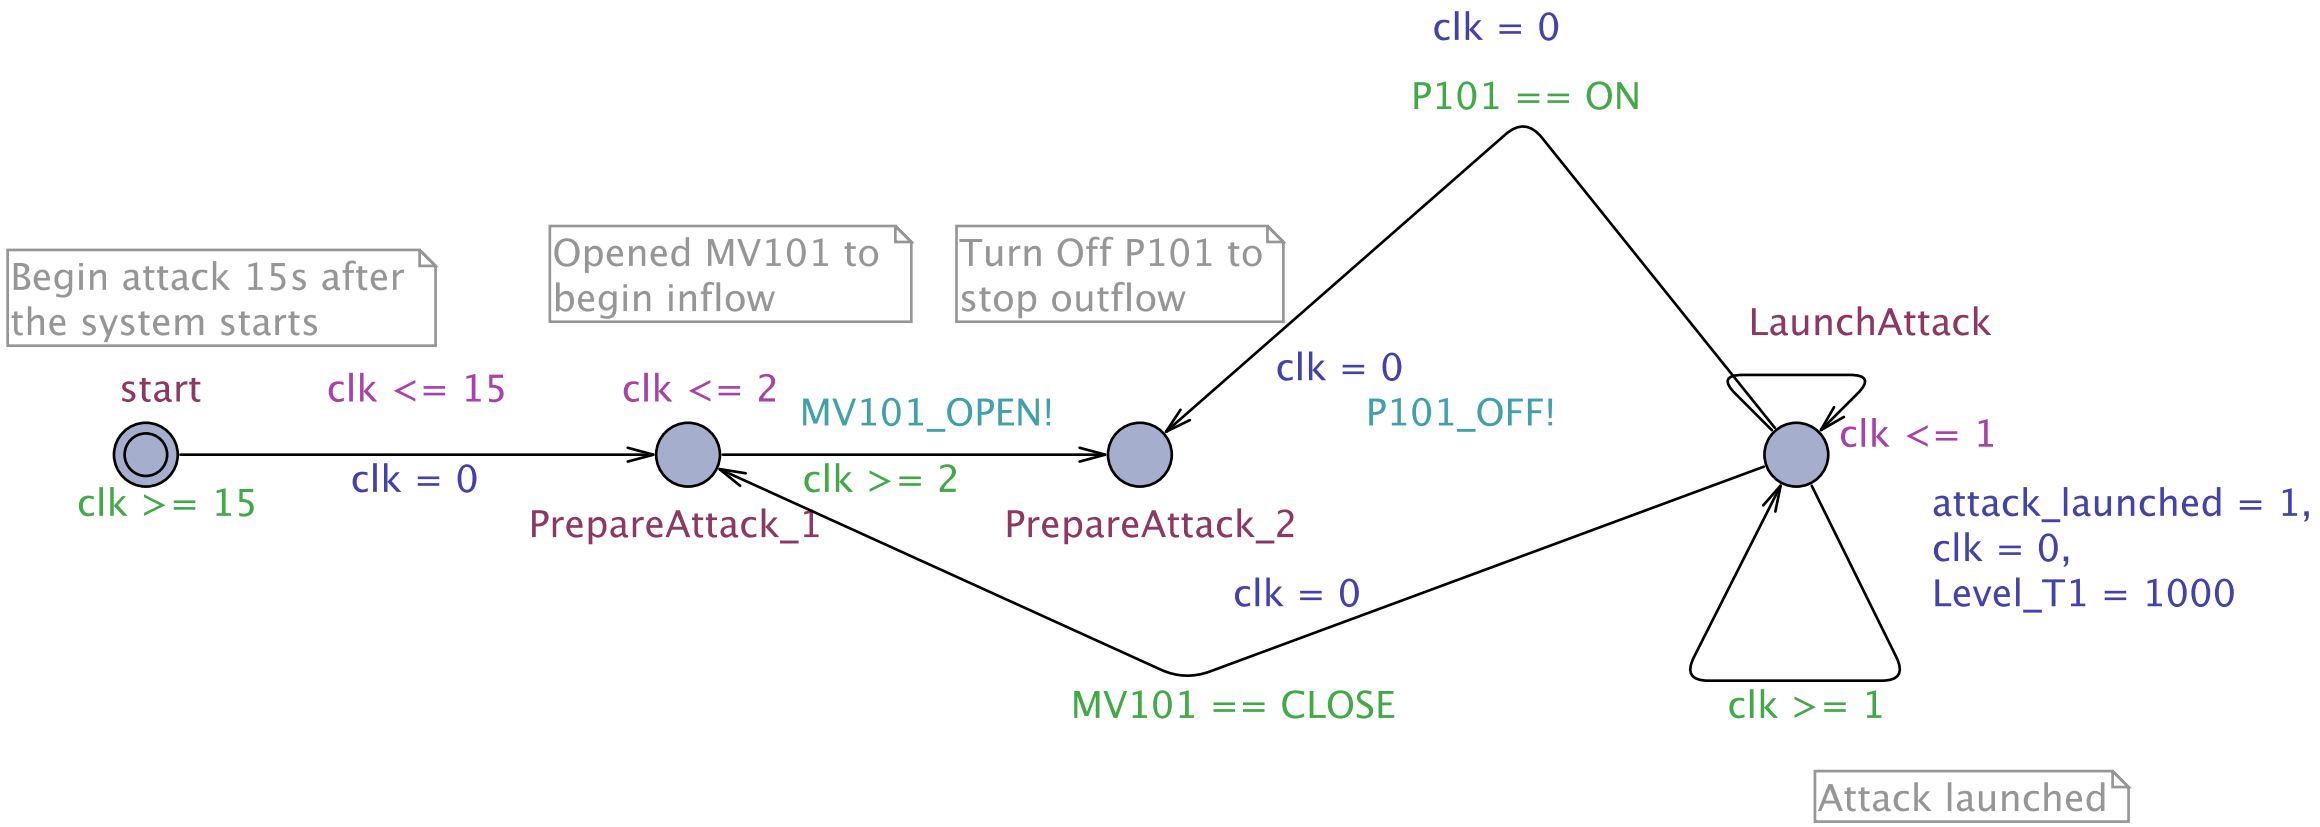 clk = 0
P101 == ON
Begin attack 15s after
the system starts
Opened MV101 to
begin inflow
Turn Off P101 to
stop outflow
LaunchAttack
start
clk <= 15
clk <= 2
MV101_OPEN!
clk = 0
P101_OFF!
clk <= 1
clk >= 15
clk = 0
clk >= 2
PrepareAttack_1
PrepareAttack_2
attack_launched = 1,
clk = 0,
Level_T1 = 1000
clk = 0
MV101 == CLOSE
clk >= 1
Attack launched